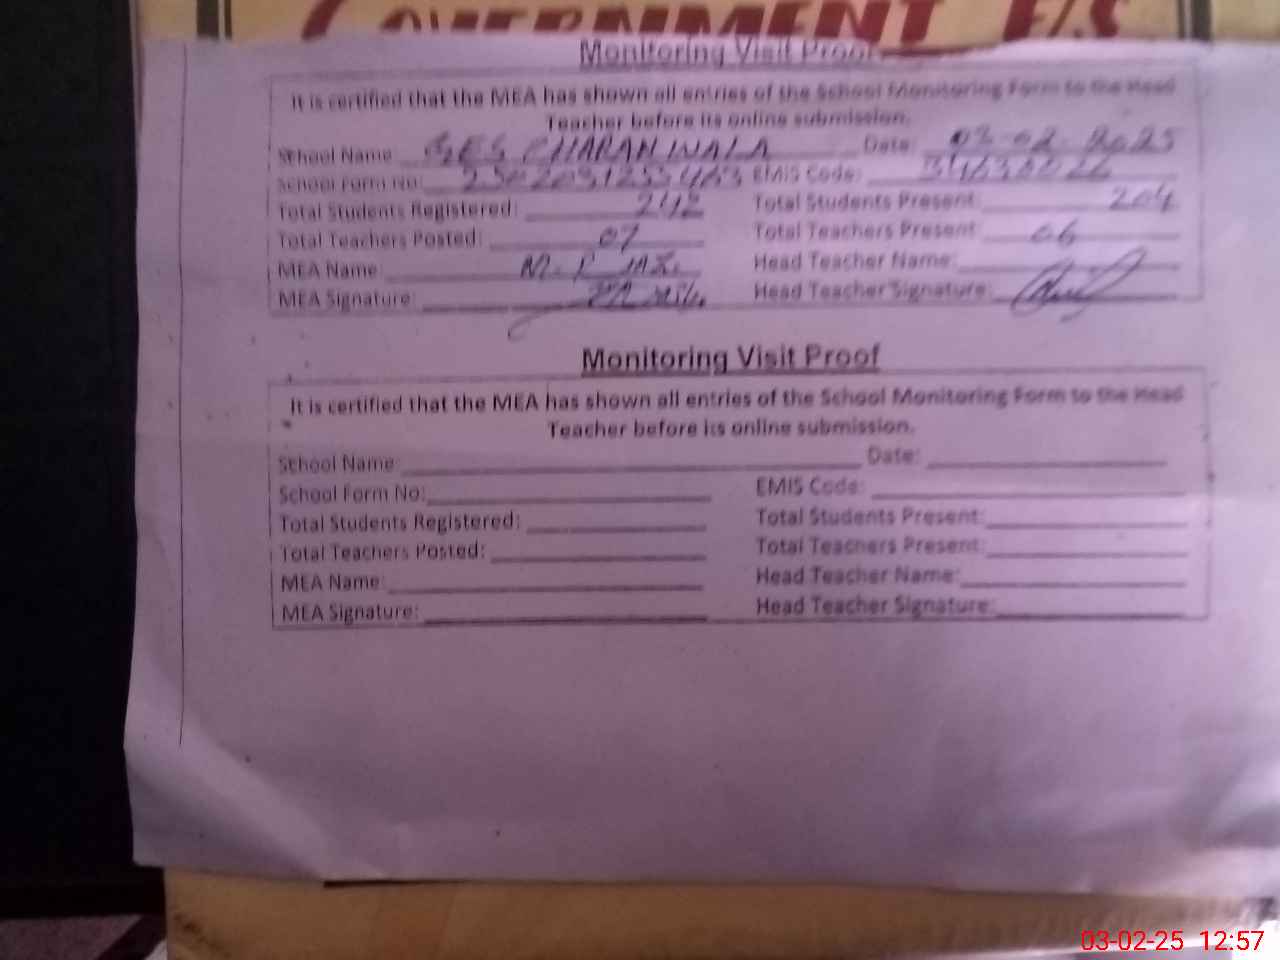 GOVERNMENT E/S
Monitoring Visit Proof
It is certified that the MEA has shown all entries of the School Monitoring Form to the Head
Teacher before its online submission.
School Name GES CHARAN WALA Date: 03-02-2025
School Form No: EMIS Code:
Total Students Registered: 242 Total Students Present: 204
Total Teachers Posted: 07 Total Teachers Present: 06
MEA Name: Head Teacher Name:
MEA Signature: Head Teacher Signature:
Monitoring Visit Proof
It is certified that the MEA has shown all entries of the School Monitoring Form to the Head
Teacher before its online submission.
School Name Date:
School Form No: EMIS Code:
Total Students Registered: Total Students Present:
Total Teachers Posted: Total Teachers Present:
MEA Name: Head Teacher Name:
MEA Signature: Head Teacher Signature:
03-02-25 12:57